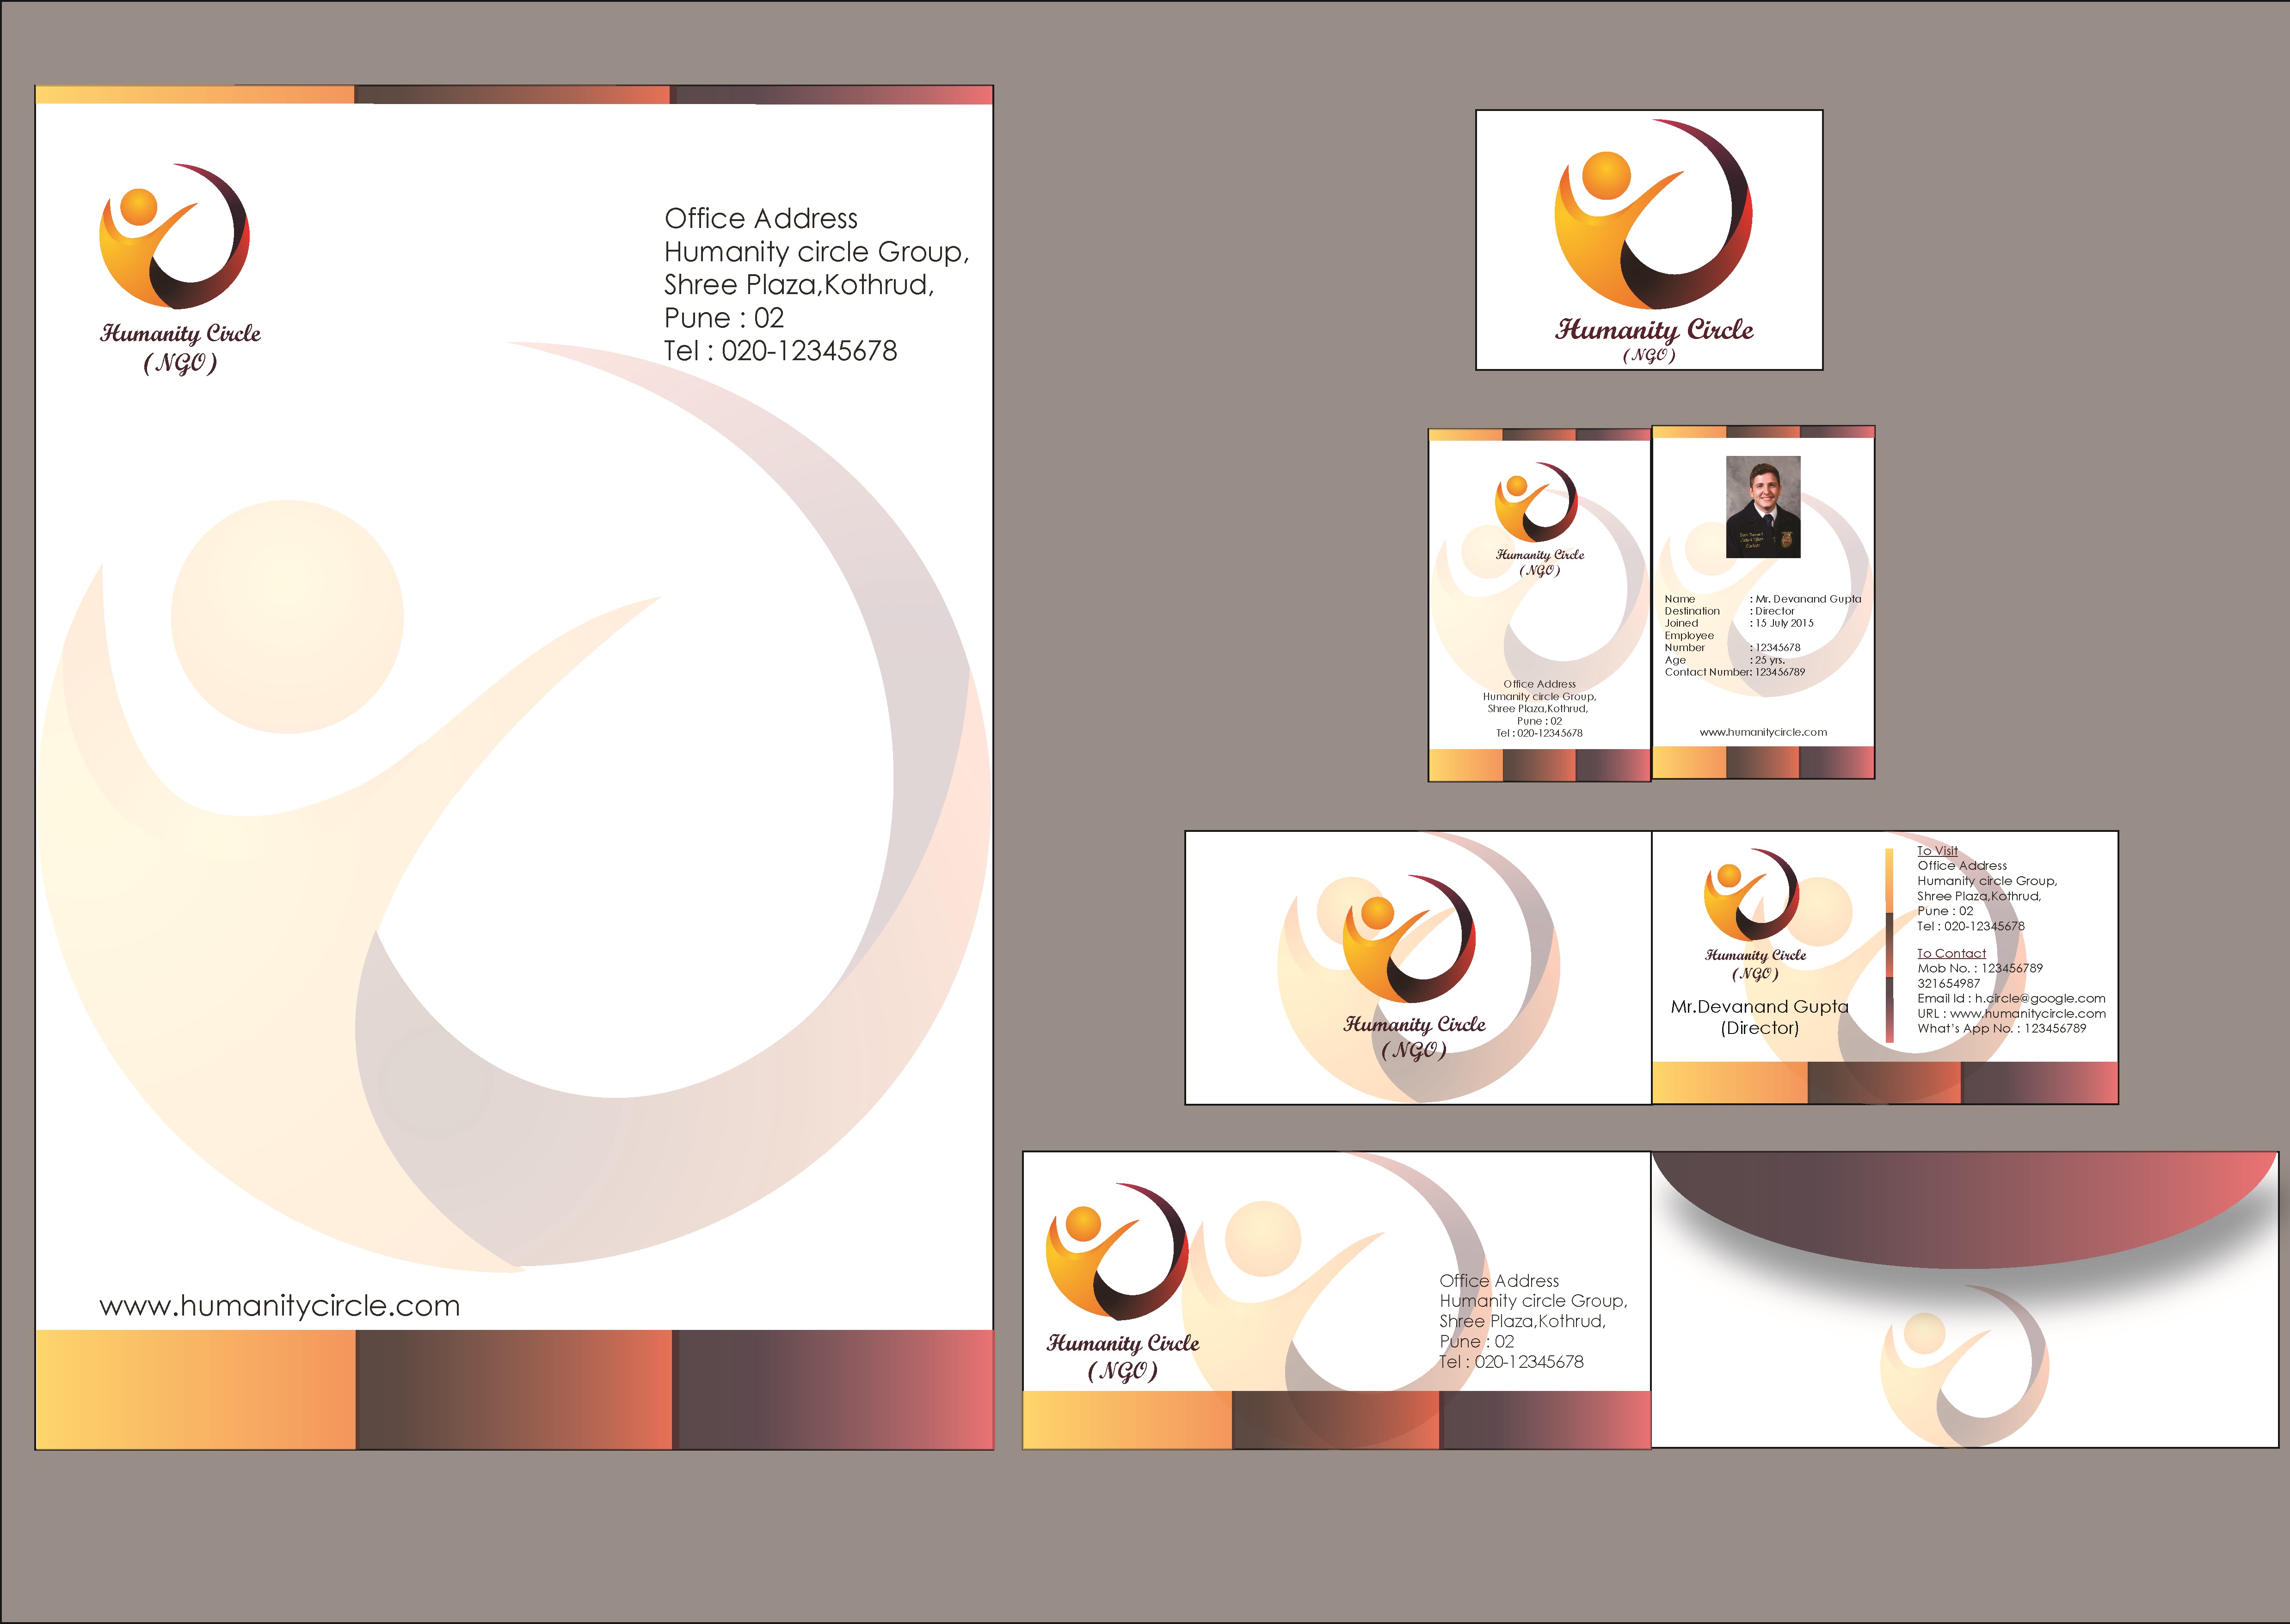 Humanity Circle
(NGO)
Office Address
Humanity circle Group,
Shree Plaza,Kothrud,
Pune : 02
Tel : 020-12345678
www.humanitycircle.com
Humanity Circle
(NGO)
Humanity Circle
(NGO)
Office Address
Humanity circle Group,
Shree Plaza,Kothrud,
Pune : 02
Tel : 020-12345678
Name : Mr. Devanand Gupta
Destination : Director
Joined : 15 July 2015
Employee
Number : 12345678
Age : 25 yrs.
Contact Number: 123456789
www.humanitycircle.com
Humanity Circle
(NGO)
Humanity Circle
(NGO)
Mr.Devanand Gupta
(Director)
To Visit
Office Address
Humanity circle Group,
Shree Plaza,Kothrud,
Pune : 02
Tel : 020-12345678
To Contact
Mob No. : 123456789
321654987
Email Id : h.circle@google.com
URL : www.humanitycircle.com
What's App No. : 123456789
Humanity Circle
(NGO)
Office Address
Humanity circle Group,
Shree Plaza,Kothrud,
Pune : 02
Tel : 020-12345678